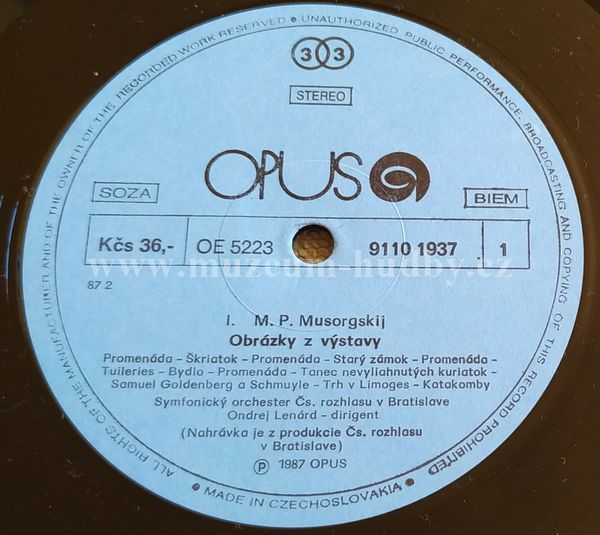 ALL RIGHTS OF THE MANUFACTURER AND OF THE OWNER OF THE RECORDED WORK RESERVED • UNAUTHORIZED PUBLIC PERFORMANCE, BROADCASTING AND COPYING OF THIS RECORD PROHIBITED
33
STEREO
OPUS
SOZA
BIEM
Kčs 36,- OE 5223 9110 1937 1
www.muzeum-hudby.cz
87 2
I. M. P. Musorgskij
Obrázky z výstavy
Promenáda – Škriatok – Promenáda – Starý zámok – Promenáda –
Tuileries – Bydlo – Promenáda – Tanec nevyliahnutých kuriatok –
Samuel Goldenberg a Schmuyle – Trh v Limoges – Katakomby
Symfonický orchester Čs. rozhlasu v Bratislave
Ondrej Lenárd – dirigent
(Nahrávka je z produkcie Čs. rozhlasu
v Bratislave)
Ⓟ 1987 OPUS
• MADE IN CZECHOSLOVAKIA •